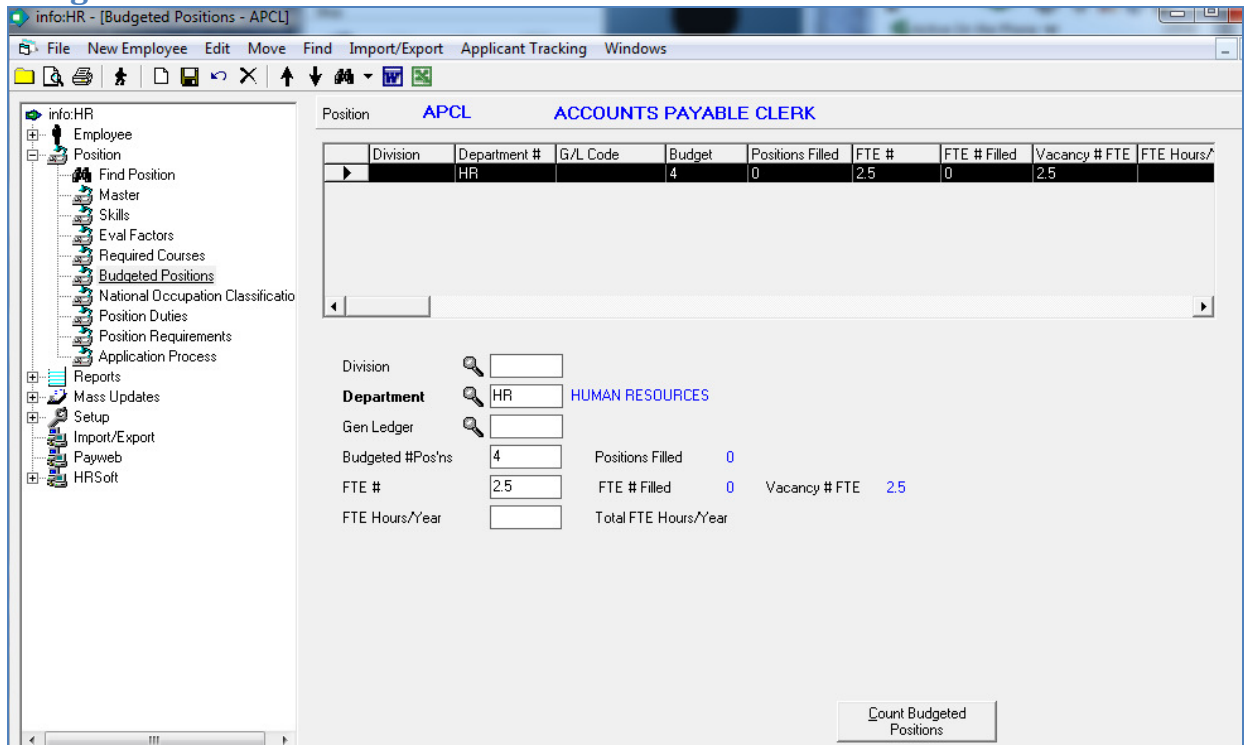 info:HR - [Budgeted Positions - APCL]
File New Employee Edit Move Find Import/Export Applicant Tracking Windows
info:HR
Employee
Position
Find Position
Master
Skills
Eval Factors
Required Courses
Budgeted Positions
National Occupation Classificatio
Position Duties
Position Requirements
Application Process
Reports
Mass Updates
Setup
Import/Export
Payweb
HRSoft
Position APCL ACCOUNTS PAYABLE CLERK
Division Department # G/L Code Budget Positions Filled FTE # FTE # Filled Vacancy # FTE FTE Hours/Y
HR 4 0 2.5 0 2.5
Division
Department HR HUMAN RESOURCES
Gen Ledger
Budgeted #Pos'ns 4 Positions Filled 0
FTE # 2.5 FTE # Filled 0 Vacancy # FTE 2.5
FTE Hours/Year Total FTE Hours/Year
Count Budgeted
Positions